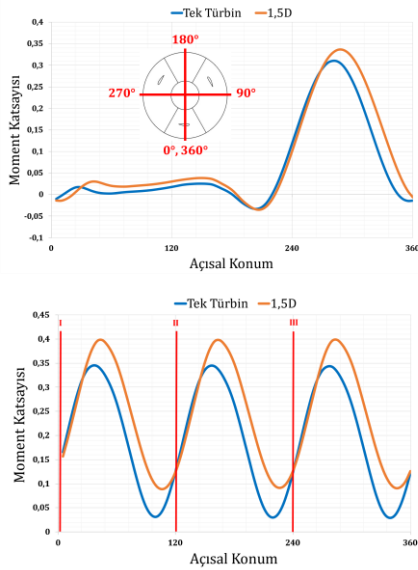 Tek Türbin 1,5D
0,4
0,35
0,3
0,25
0,2
0,15
0,1
0,05
0
-0,05
-0,1
Moment Katsayısı
180°
270°
90°
0°, 360°
0 120 240 360
Açısal Konum
Tek Türbin 1,5D
0,45
0,4
0,35
0,3
0,25
0,2
0,15
0,1
0,05
0
Moment Katsayısı
I II III
0 120 240 360
Açısal Konum